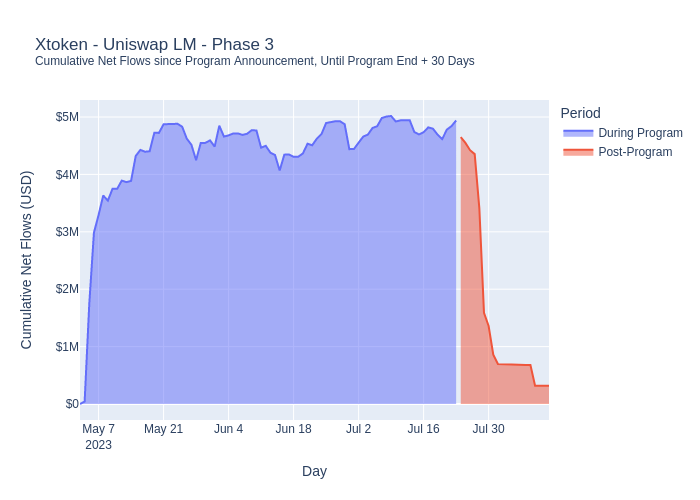 Xtoken - Uniswap LM - Phase 3
Cumulative Net Flows since Program Announcement, Until Program End + 30 Days
Period
During Program
Post-Program
Cumulative Net Flows (USD)
$5M
$4M
$3M
$2M
$1M
$0
May 7
2023
May 21
Jun 4
Jun 18
Jul 2
Jul 16
Jul 30
Day